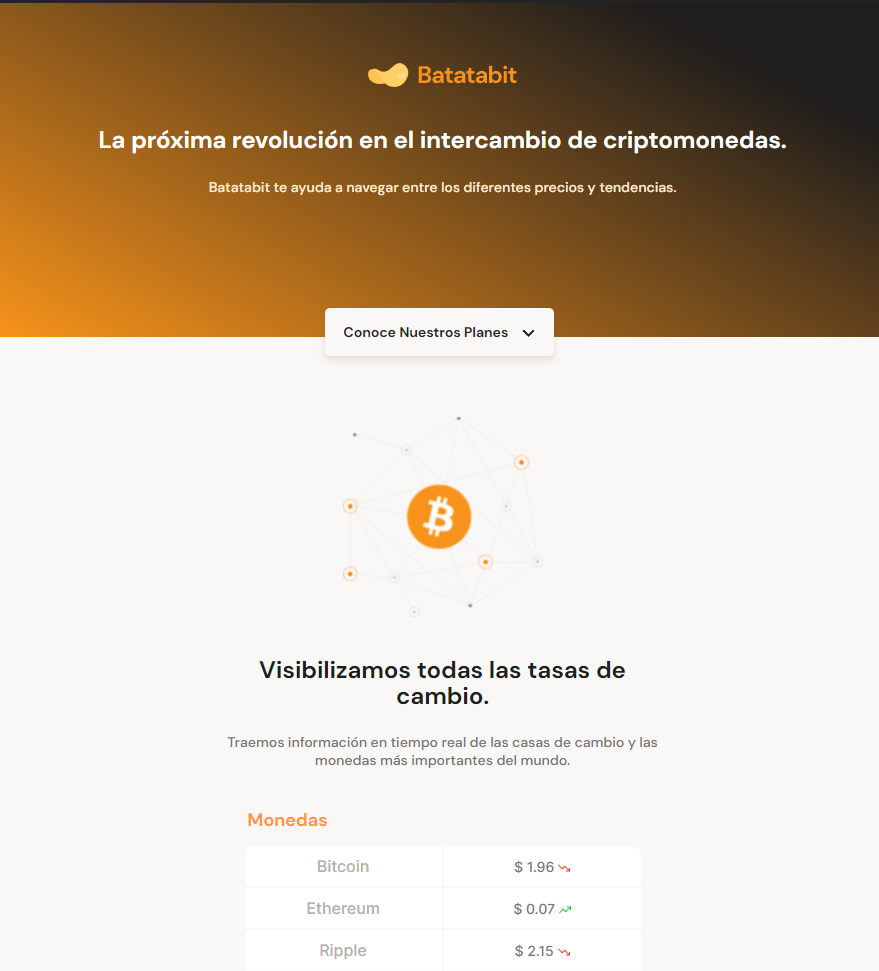 Batatabit
La próxima revolución en el intercambio de criptomonedas.
Batatabit te ayuda a navegar entre los diferentes precios y tendencias.
Conoce Nuestros Planes
Visibilizamos todas las tasas de
cambio.
Traemos información en tiempo real de las casas de cambio y las
monedas más importantes del mundo.
Monedas
Bitcoin $ 1.96
Ethereum $ 0.07
Ripple $ 2.15